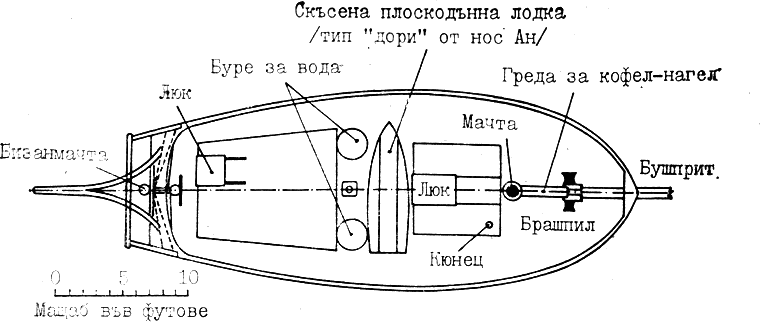 Скъсена плоскодънна лодка
/тип "дори" от нос Ан/
Буре за вода
Греда за кофел-нагел
Люк
Мачта
Бизанмачта
Бушприт
Люк
Брашпил
Кюнец
0 5 10
Мащаб във футове